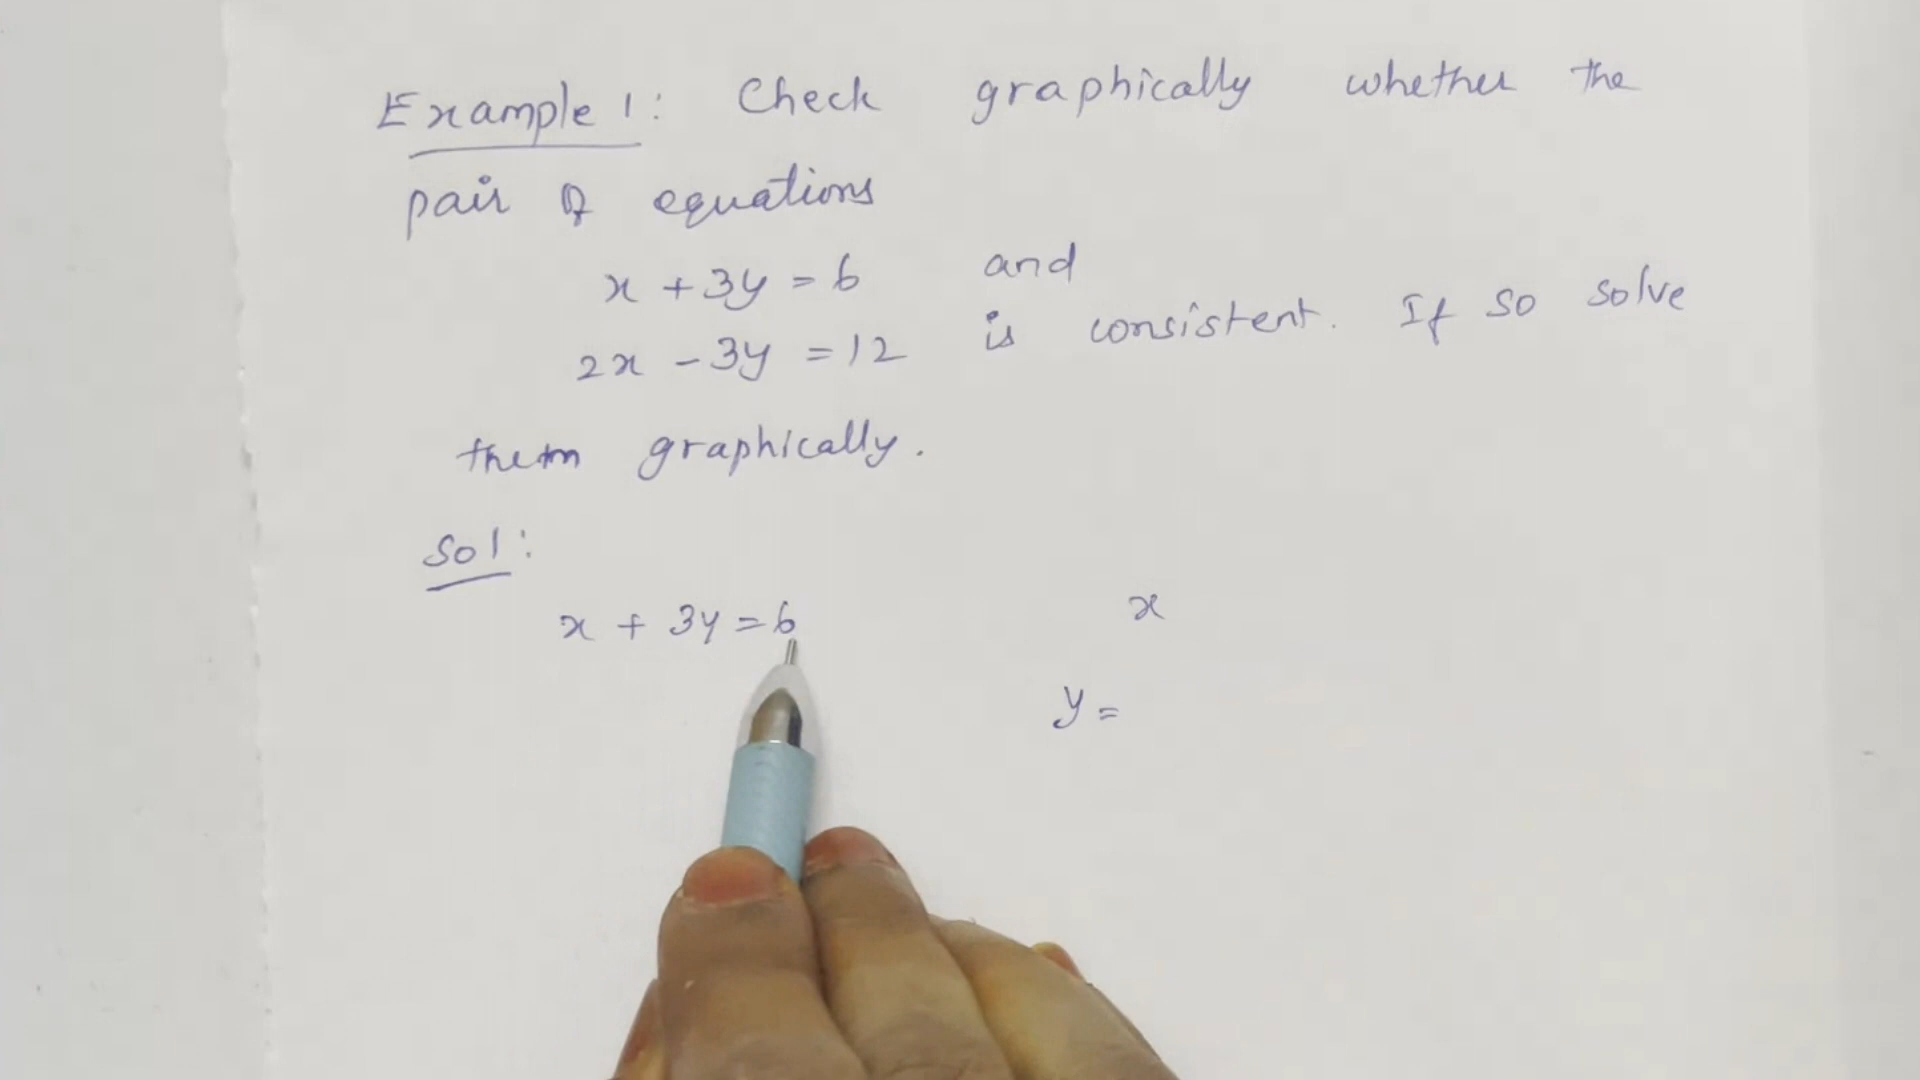 Example 1: Check graphically whether the
pair of equations
x + 3y = 6 and
2x - 3y = 12 is consistent. If so solve
them graphically.
Sol:
x + 3y = 6 x
y =